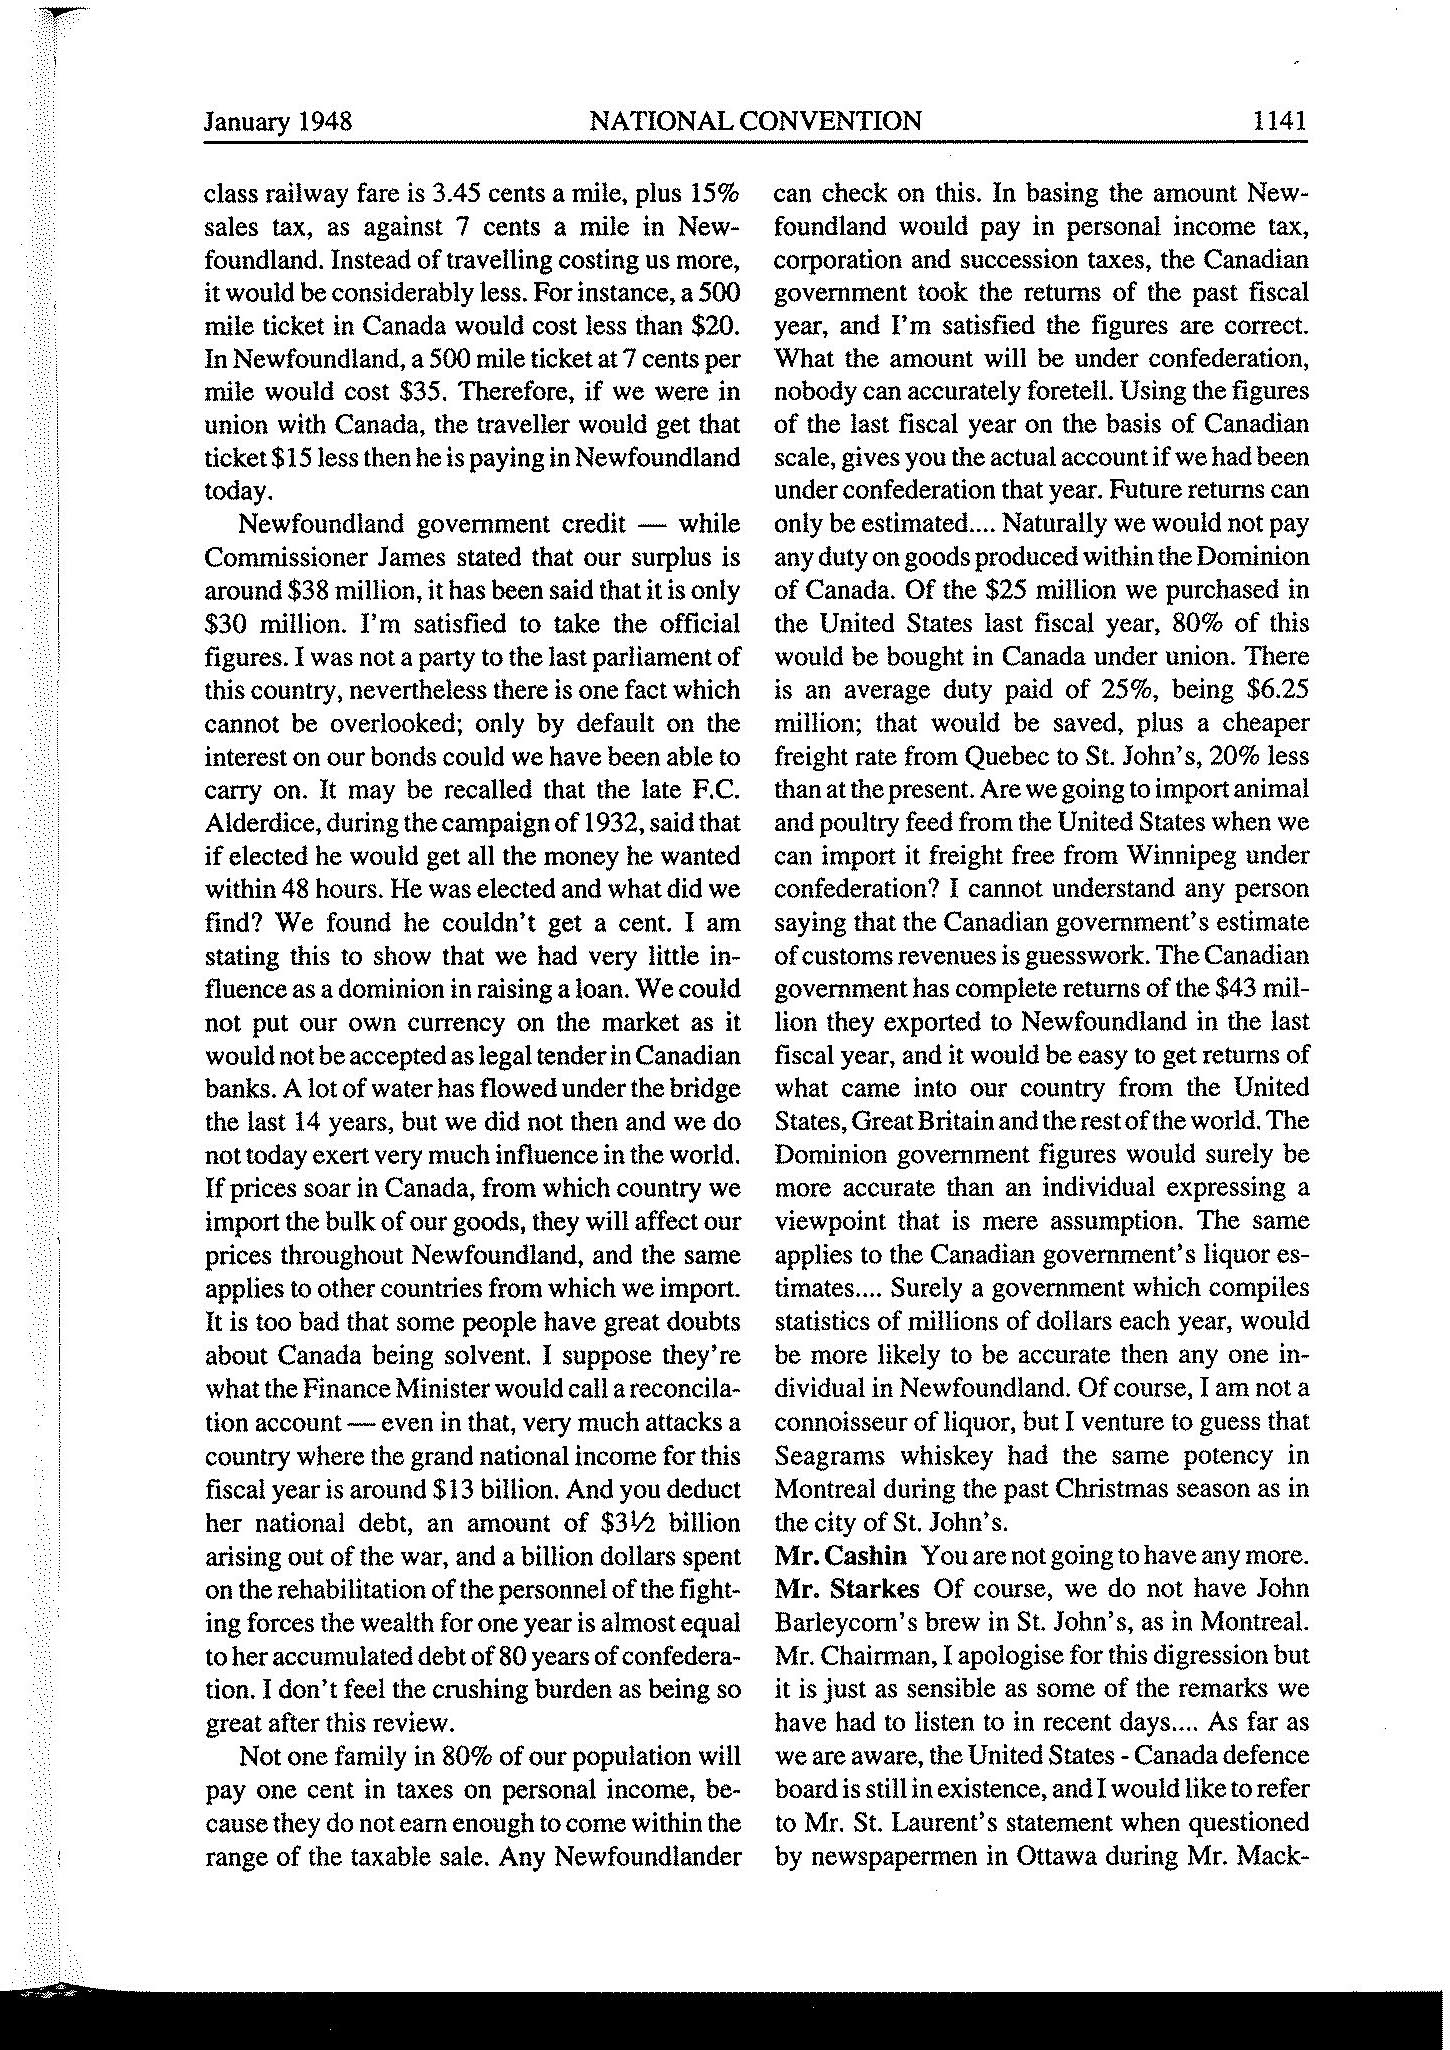 January 1948 NATIONAL CONVENTION 1141
class railway fare is 3.45 cents a mile, plus 15%
sales tax, as against 7 cents a mile in New-
foundland. Instead of travelling costing us more,
it would be considerably less. For instance, a 500
mile ticket in Canada would cost less than $20.
In Newfoundland, a 500 mile ticket at 7 cents per
mile would cost $35. Therefore, if we were in
union with Canada, the traveller would get that
ticket $15 less then he is paying in Newfoundland
today.
Newfoundland government credit — while
Commissioner James stated that our surplus is
around $38 million, it has been said that it is only
$30 million. I'm satisfied to take the official
figures. I was not a party to the last parliament of
this country, nevertheless there is one fact which
cannot be overlooked; only by default on the
interest on our bonds could we have been able to
carry on. It may be recalled that the late F.C.
Alderdice, during the campaign of 1932, said that
if elected he would get all the money he wanted
within 48 hours. He was elected and what did we
find? We found he couldn't get a cent. I am
stating this to show that we had very little in-
fluence as a dominion in raising a loan. We could
not put our own currency on the market as it
would not be accepted as legal tender in Canadian
banks. A lot of water has flowed under the bridge
the last 14 years, but we did not then and we do
not today exert very much influence in the world.
If prices soar in Canada, from which country we
import the bulk of our goods, they will affect our
prices throughout Newfoundland, and the same
applies to other countries from which we import.
It is too bad that some people have great doubts
about Canada being solvent. I suppose they're
what the Finance Minister would call a reconcila-
tion account — even in that, very much attacks a
country where the grand national income for this
fiscal year is around $13 billion. And you deduct
her national debt, an amount of $3½ billion
arising out of the war, and a billion dollars spent
on the rehabilitation of the personnel of the fight-
ing forces the wealth for one year is almost equal
to her accumulated debt of 80 years of confedera-
tion. I don't feel the crushing burden as being so
great after this review.
Not one family in 80% of our population will
pay one cent in taxes on personal income, be-
cause they do not earn enough to come within the
range of the taxable sale. Any Newfoundlander
can check on this. In basing the amount New-
foundland would pay in personal income tax,
corporation and succession taxes, the Canadian
government took the returns of the past fiscal
year, and I'm satisfied the figures are correct.
What the amount will be under confederation,
nobody can accurately foretell. Using the figures
of the last fiscal year on the basis of Canadian
scale, gives you the actual account if we had been
under confederation that year. Future returns can
only be estimated.... Naturally we would not pay
any duty on goods produced within the Dominion
of Canada. Of the $25 million we purchased in
the United States last fiscal year, 80% of this
would be bought in Canada under union. There
is an average duty paid of 25%, being $6.25
million; that would be saved, plus a cheaper
freight rate from Quebec to St. John's, 20% less
than at the present. Are we going to import animal
and poultry feed from the United States when we
can import it freight free from Winnipeg under
confederation? I cannot understand any person
saying that the Canadian government's estimate
of customs revenues is guesswork. The Canadian
government has complete returns of the $43 mil-
lion they exported to Newfoundland in the last
fiscal year, and it would be easy to get returns of
what came into our country from the United
States, Great Britain and the rest of the world. The
Dominion government figures would surely be
more accurate than an individual expressing a
viewpoint that is mere assumption. The same
applies to the Canadian government's liquor es-
timates.... Surely a government which compiles
statistics of millions of dollars each year, would
be more likely to be accurate then any one in-
dividual in Newfoundland. Of course, I am not a
connoisseur of liquor, but I venture to guess that
Seagrams whiskey had the same potency in
Montreal during the past Christmas season as in
the city of St. John's.
Mr. Cashin You are not going to have any more.
Mr. Starkes Of course, we do not have John
Barleycorn's brew in St. John's, as in Montreal.
Mr. Chairman, I apologise for this digression but
it is just as sensible as some of the remarks we
have had to listen to in recent days.... As far as
we are aware, the United States - Canada defence
board is still in existence, and I would like to refer
to Mr. St. Laurent's statement when questioned
by newspapermen in Ottawa during Mr. Mack-